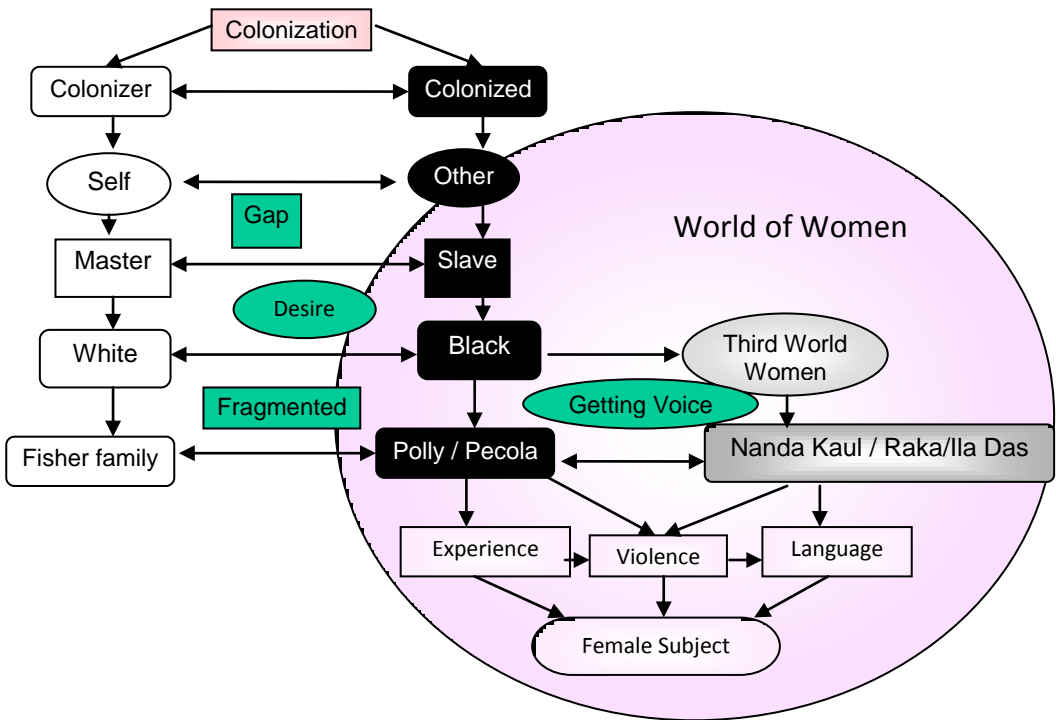 Colonization
Colonizer
Colonized
Self
Other
Gap
World of Women
Master
Slave
Desire
White
Black
Third World
Women
Fragmented
Getting Voice
Fisher family
Polly / Pecola
Nanda Kaul / Raka/Ila Das
Experience
Violence
Language
Female Subject